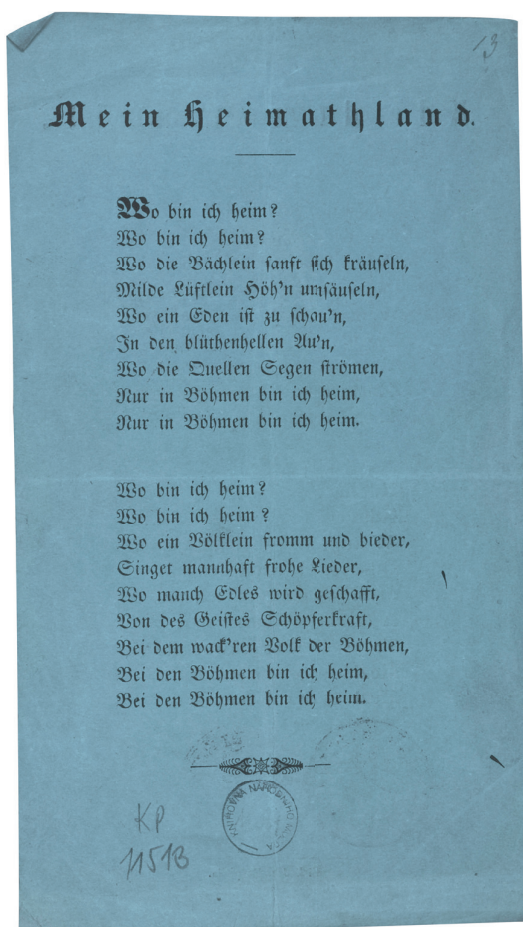 13
Mein Heimathland.
Wo bin ich heim?
Wo bin ich heim?
Wo die Bächlein sanft sich kräuseln,
Milde Lüftlein Höh'n umsäuseln,
Wo ein Eden ist zu schau'n,
In den blüthenhellen Au'n,
Wo die Quellen Segen strömen,
Nur in Böhmen bin ich heim,
Nur in Böhmen bin ich heim.
Wo bin ich heim?
Wo bin ich heim?
Wo ein Völklein fromm und bieder,
Singet mannhaft frohe Lieder,
Wo manch Edles wird geschafft,
Von des Geistes Schöpferkraft,
Bei dem wack'ren Volk der Böhmen,
Bei den Böhmen bin ich heim,
Bei den Böhmen bin ich heim.
KNIHOVNA NÁRODNÍHO
KP
11513